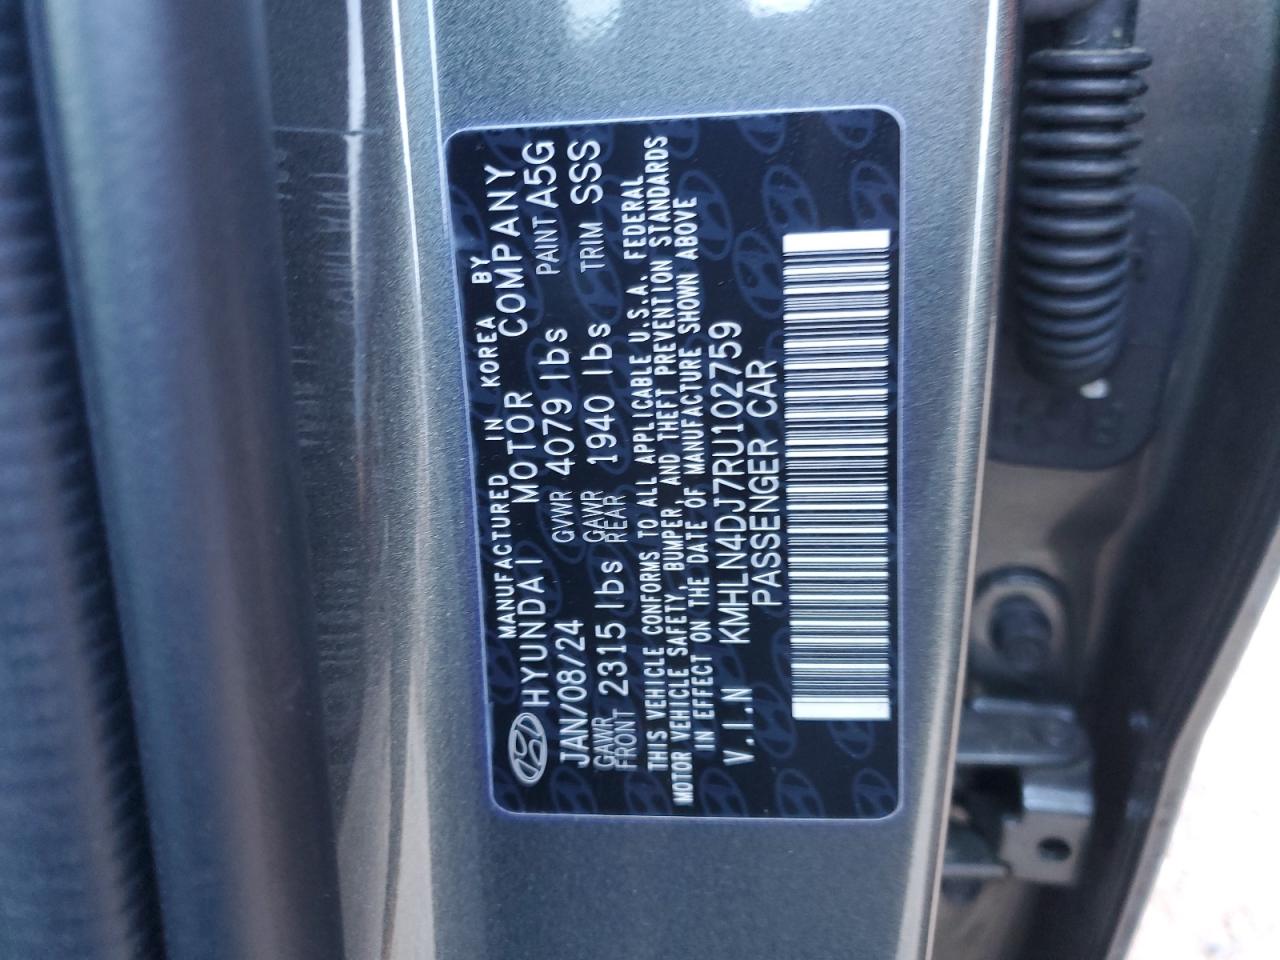 MANUFACTURED IN KOREA BY
HYUNDAI MOTOR COMPANY
JAN/08/24 GVWR 4079 lbs PAINT A5G
GAWR FRONT 2315 lbs GAWR REAR 1940 lbs TRIM SSS
THIS VEHICLE CONFORMS TO ALL APPLICABLE U.S.A. FEDERAL
MOTOR VEHICLE SAFETY, BUMPER, AND THEFT PREVENTION STANDARDS
IN EFFECT ON THE DATE OF MANUFACTURE SHOWN ABOVE
V.I.N KMHLN4DJ7RU102759
PASSENGER CAR